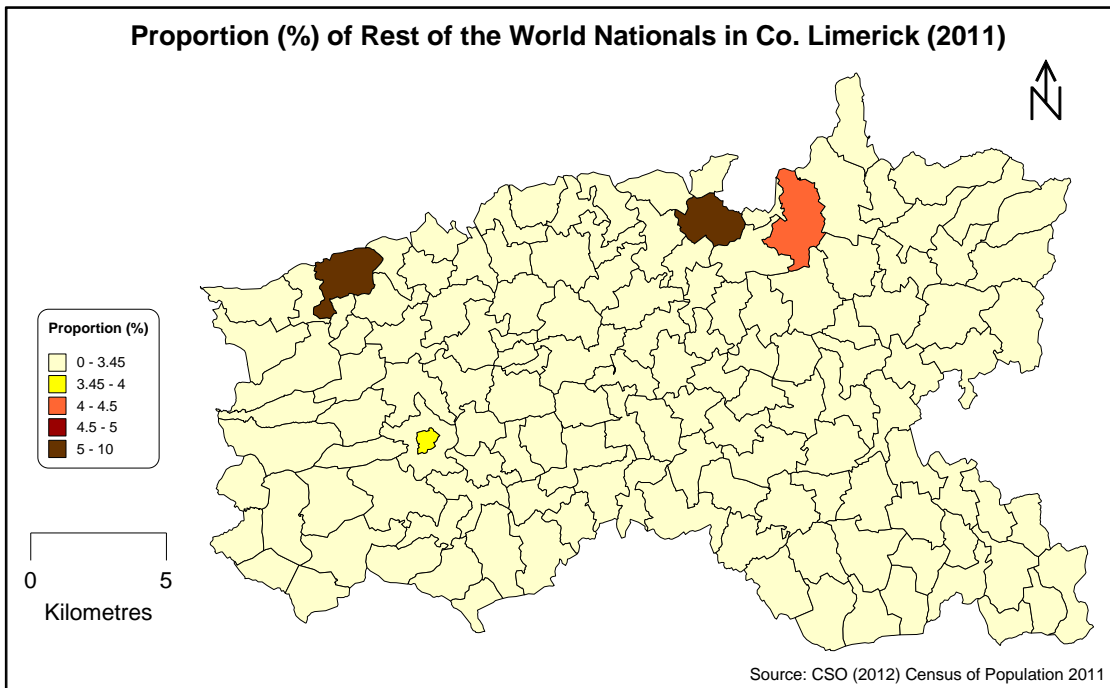 Proportion (%) of Rest of the World Nationals in Co. Limerick (2011)
N
Proportion (%)
0 - 3.45
3.45 - 4
4 - 4.5
4.5 - 5
5 - 10
0 5
Kilometres
Source: CSO (2012) Census of Population 2011